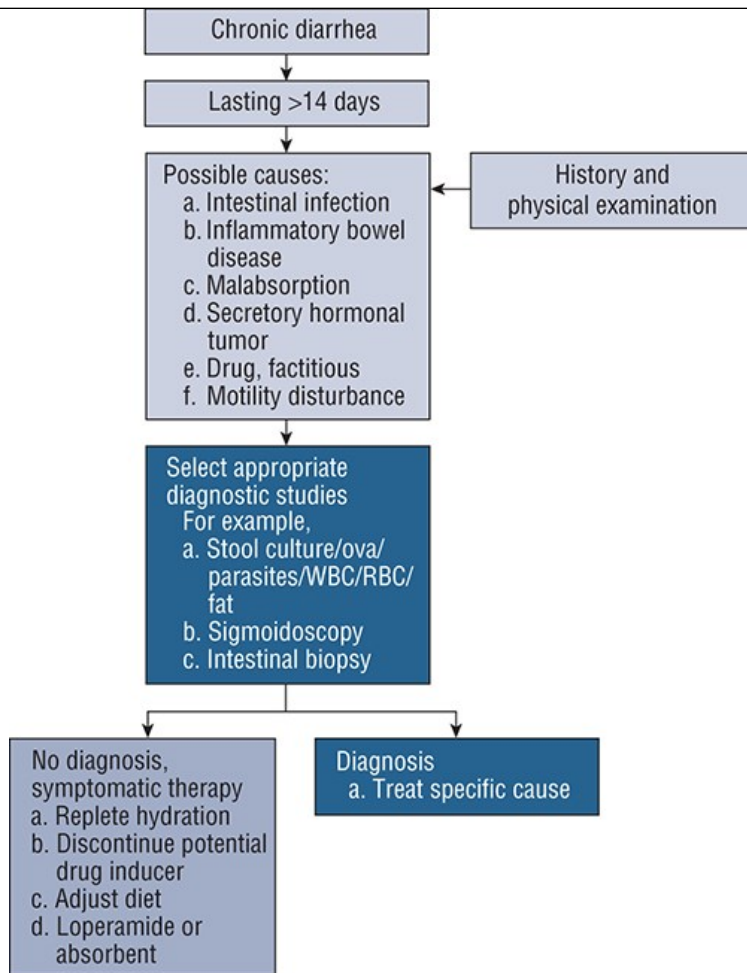 Chronic diarrhea
Lasting >14 days
Possible causes:
a. Intestinal infection
b. Inflammatory bowel
disease
c. Malabsorption
d. Secretory hormonal
tumor
e. Drug, factitious
f. Motility disturbance
History and
physical examination
Select appropriate
diagnostic studies
For example,
a. Stool culture/ova/
parasites/WBC/RBC/
fat
b. Sigmoidoscopy
c. Intestinal biopsy
No diagnosis,
symptomatic therapy
a. Replete hydration
b. Discontinue potential
drug inducer
c. Adjust diet
d. Loperamide or
absorbent
Diagnosis
a. Treat specific cause